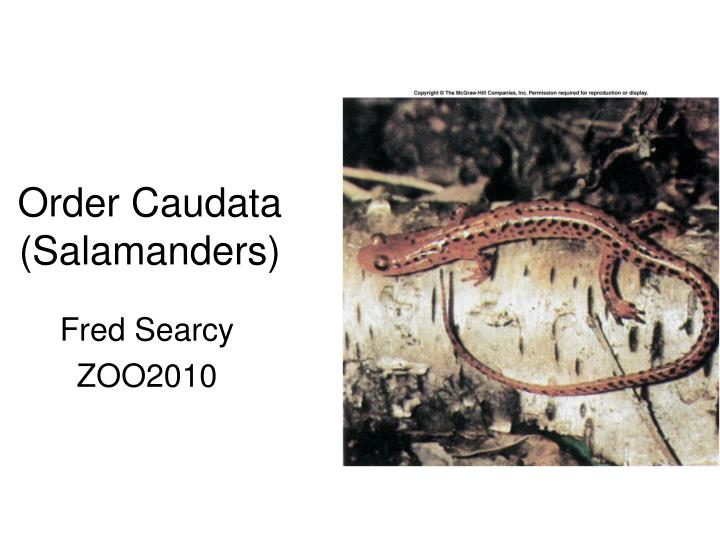 Copyright © The McGraw-Hill Companies, Inc. Permission required for reproduction or display.
Order Caudata
(Salamanders)
Fred Searcy
ZOO2010